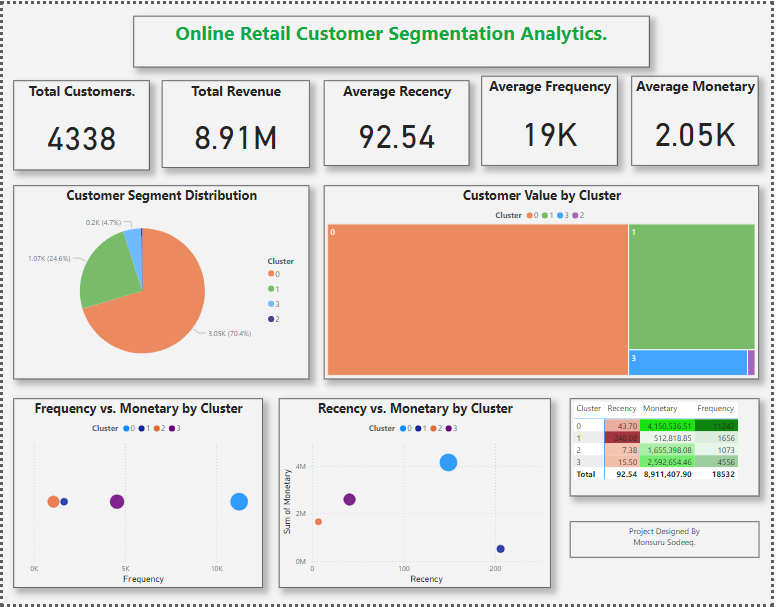 Online Retail Customer Segmentation Analytics.
Total Customers.
4338
Total Revenue
8.91M
Average Recency
92.54
Average Frequency
19K
Average Monetary
2.05K
Customer Segment Distribution
0.2K (4.7%)
1.07K (24.6%)
3.05K (70.4%)
Cluster
0
1
3
2
Customer Value by Cluster
Cluster 0 1 3 2
0
1
3
Frequency vs. Monetary by Cluster
Cluster 0 1 2 3
0K 5K 10K
Frequency
Recency vs. Monetary by Cluster
Cluster 0 1 2 3
Sum of Monetary
4M
2M
0M
0 100 200
Recency
Cluster Recency Monetary Frequency
0 43.70 4,150,536.51 11247
1 248.08 512,818.85 1656
2 7.38 1,655,398.08 1073
3 15.50 2,592,654.46 4556
Total 92.54 8,911,407.90 18532
Project Designed By
Monsuru Sodeeq.